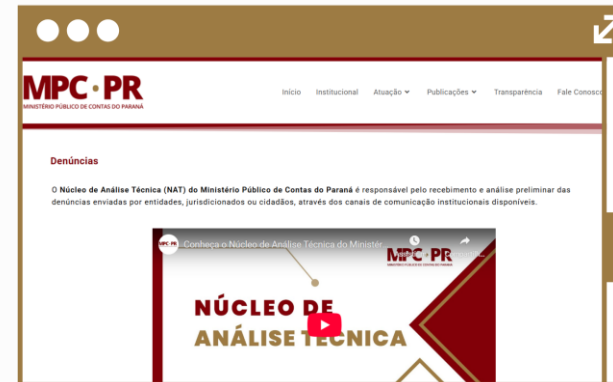 MPC·PR
MINISTÉRIO PÚBLICO DE CONTAS DO PARANÁ
Início Institucional Atuação Publicações Transparência Fale Conosco
Denúncias
O Núcleo de Análise Técnica (NAT) do Ministério Público de Contas do Paraná é responsável pelo recebimento e análise preliminar das
denúncias enviadas por entidades, jurisdicionados ou cidadãos, através dos canais de comunicação institucionais disponíveis.
MPC·PR
Conheça o Núcleo de Análise Técnica do Ministér...
MPC·PR
NÚCLEO DE
ANÁLISE TÉCNICA